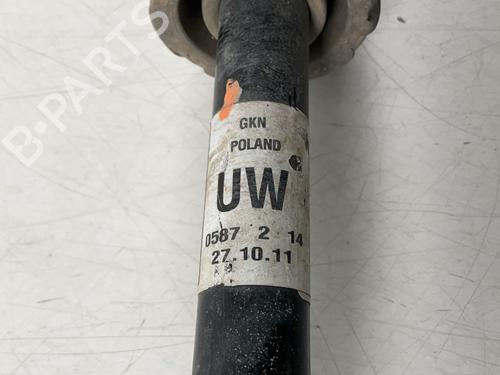 B-PARTS
GKN
POLAND
UW
0587 2 14
27.10.11